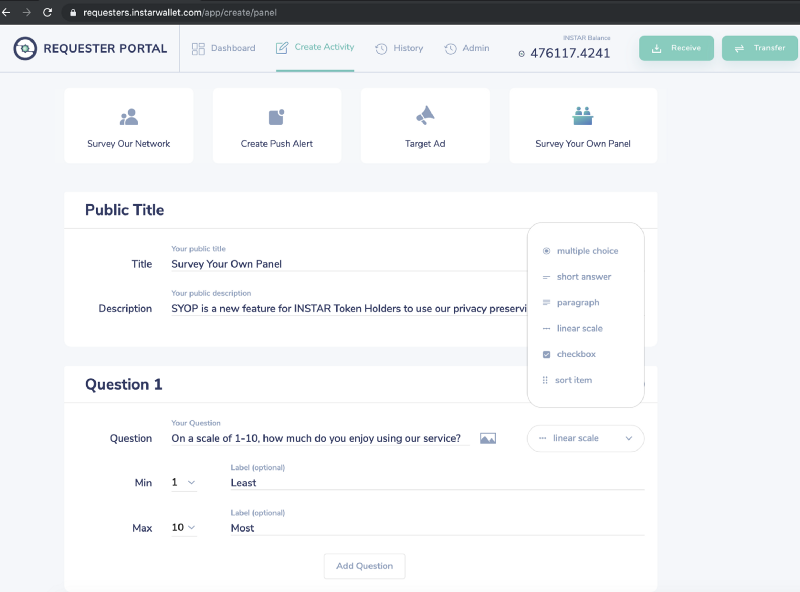 requesters.instarwallet.com/app/create/panel
REQUESTER PORTAL
Dashboard
Create Activity
History
Admin
INSTAR Balance
476117.4241
Receive
Transfer
Survey Our Network
Create Push Alert
Target Ad
Survey Your Own Panel
Public Title
Your public title
Title
Survey Your Own Panel
Your public description
Description
SYOP is a new feature for INSTAR Token Holders to use our privacy preservi
multiple choice
short answer
paragraph
linear scale
checkbox
sort item
Question 1
Your Question
Question
On a scale of 1-10, how much do you enjoy using our service?
linear scale
Label (optional)
Min
1
Least
Label (optional)
Max
10
Most
Add Question